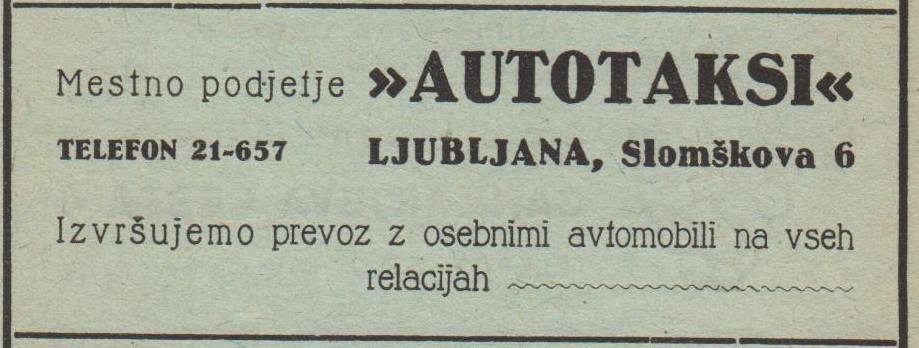 Mestno podjetje »AUTOTAKSI«
TELEFON 21-657 LJUBLJANA, Slomškova 6
Izvršujemo prevoz z osebnimi avtomobili na vseh
relacijah